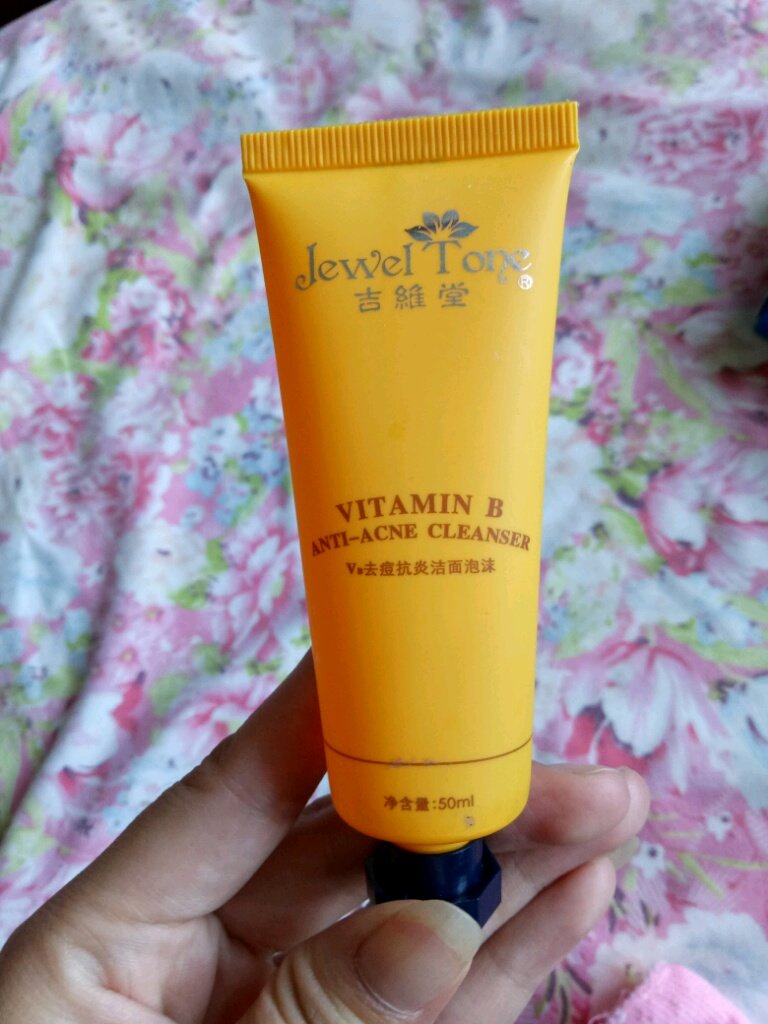 Jewel Tone ®
吉維堂
VITAMIN B
ANTI-ACNE CLEANSER
VB去痘抗炎洁面泡沫
净含量:50ml